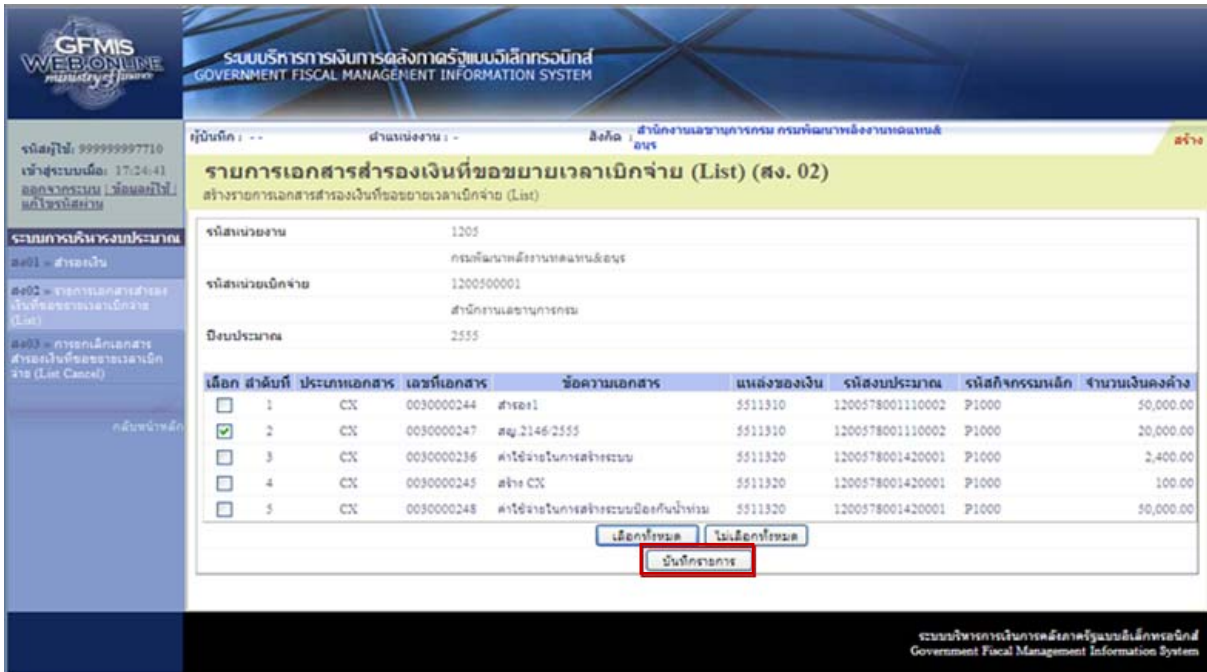 GFMIS
WEB ONLINE
ministry of finance
ระบบบริหารการเงินการคลังภาครัฐแบบอิเล็กทรอนิกส์
GOVERNMENT FISCAL MANAGEMENT INFORMATION SYSTEM
รหัสผู้ใช้: 999999997710
เข้าสู่ระบบเมื่อ: 17:24:41
ออกจากระบบ | ข้อมูลผู้ใช้ |
แก้ไขรหัสผ่าน
ระบบการบริหารงบประมาณ
สง01 » สำรองเงิน
สง02 » รายการเอกสารสำรอง
เงินที่ขอขยายเวลาเบิกจ่าย
(List)
สง03 » การยกเลิกเอกสาร
สำรองเงินที่ขอขยายเวลาเบิก
จ่าย (List Cancel)
กลับหน้าหลัก
ผู้บันทึก : - - ตำแหน่งงาน : - สังกัด : สำนักงานเลขานุการกรม กรมพัฒนาพลังงานทดแทน&
อนุร
สร้าง
รายการเอกสารสำรองเงินที่ขอขยายเวลาเบิกจ่าย (List) (สง. 02)
สร้างรายการเอกสารสำรองเงินที่ขอขยายเวลาเบิกจ่าย (List)
รหัสหน่วยงาน 1205
กรมพัฒนาพลังงานทดแทน&อนุร
รหัสหน่วยเบิกจ่าย 1200500001
สำนักงานเลขานุการกรม
ปีงบประมาณ 2555
เลือก ลำดับที่ ประเภทเอกสาร เลขที่เอกสาร ข้อความเอกสาร แหล่งของเงิน รหัสงบประมาณ รหัสกิจกรรมหลัก จำนวนเงินคงค้าง
1 CX 0030000244 สำรอง1 5511310 1200578001110002 P1000 50,000.00
2 CX 0030000247 สญ.2146/2555 5511310 1200578001110002 P1000 20,000.00
3 CX 0030000236 ค่าใช้จ่ายในการสร้างระบบ 5511320 1200578001420001 P1000 2,400.00
4 CX 0030000245 สร้าง CX 5511320 1200578001420001 P1000 100.00
5 CX 0030000248 ค่าใช้จ่ายในการสร้างระบบป้องกันน้ำท่วม 5511320 1200578001420001 P1000 30,000.00
เลือกทั้งหมด ไม่เลือกทั้งหมด
บันทึกรายการ
ระบบบริหารการเงินการคลังภาครัฐแบบอิเล็กทรอนิกส์
Government Fiscal Management Information System